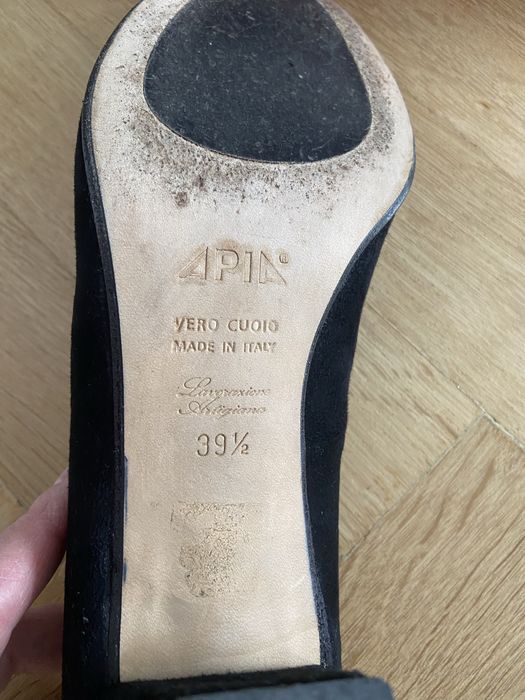 APIA®
VERO CUOIO
MADE IN ITALY
Lavorazione
Artigiana
39½